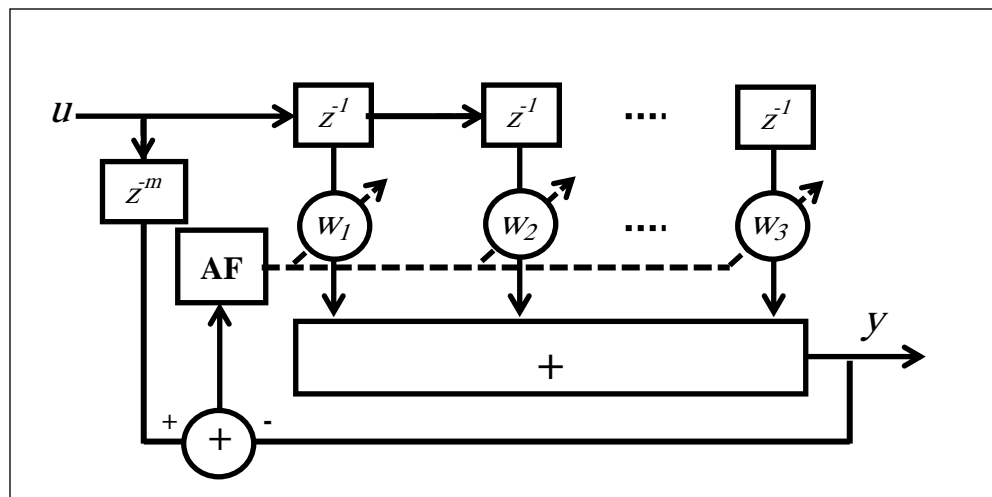 u z⁻¹ z⁻¹ .... z⁻¹
z⁻ᵐ
w₁ w₂ .... w₃
AF
y
+
+ + -